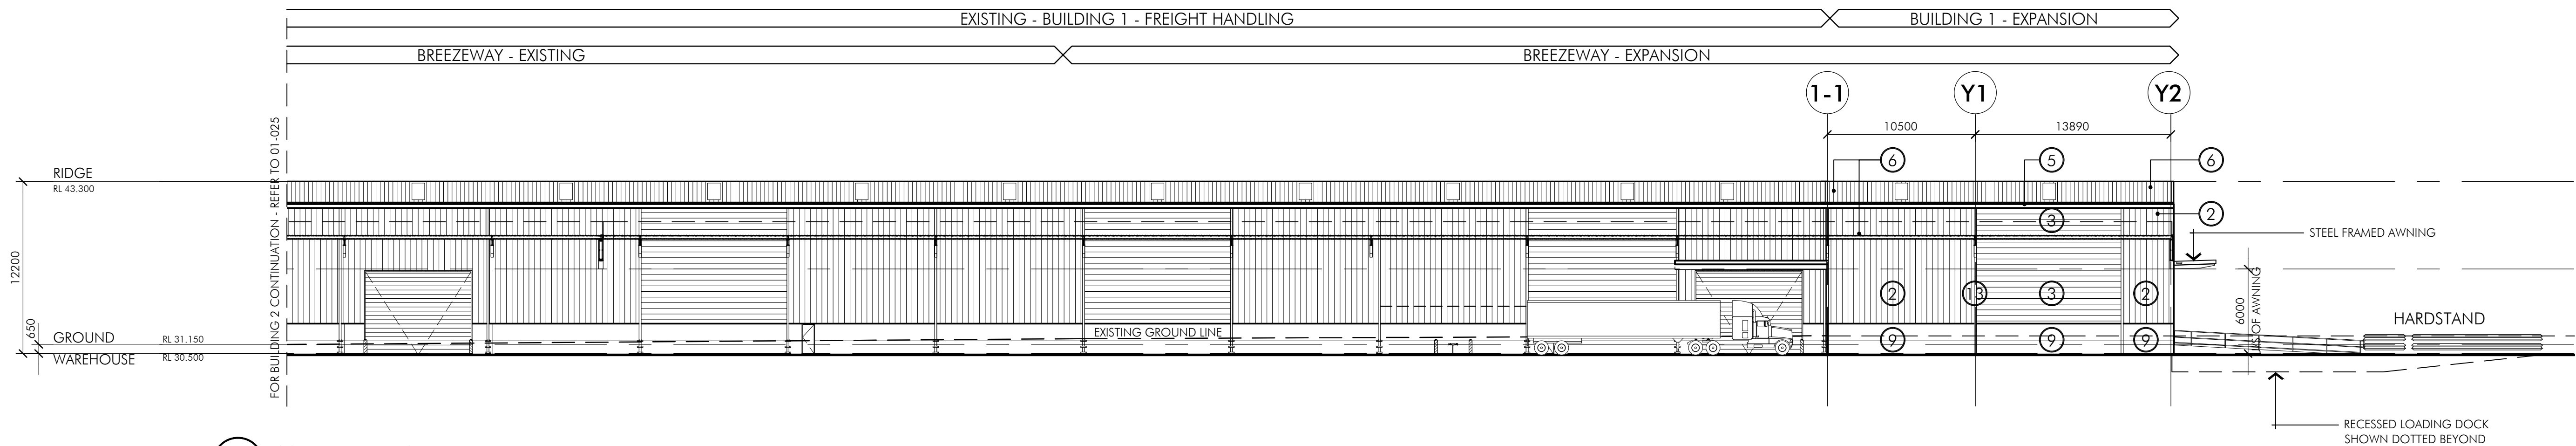 EXISTING - BUILDING 1 - FREIGHT HANDLING
BUILDING 1 - EXPANSION
BREEZEWAY - EXISTING
BREEZEWAY - EXPANSION
1-1
Y1
Y2
10500
13890
6
5
6
RIDGE
RL 43.300
FOR BUILDING 2 CONTINUATION - REFER TO 01-025
3
2
STEEL FRAMED AWNING
12200
2
13
3
2
6000
U/S OF AWNING
HARDSTAND
650
GROUND
RL 31.150
EXISTING GROUND LINE
9
9
9
WAREHOUSE
RL 30.500
RECESSED LOADING DOCK
SHOWN DOTTED BEYOND